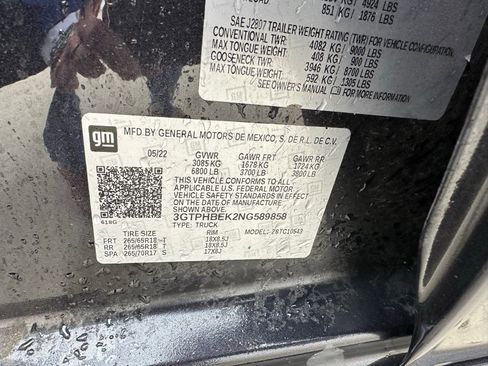 4924 LBS
851 KG/ 1876 LBS
SAE J2807 TRAILER WEIGHT RATING (TWR) FOR VEHICLE CONFIGURATION
CONVENTIONAL TWR: 4082 KG/ 9000 LBS
MAX TONGUE: 408 KG/ 900 LBS
GOOSENECK TWR: 3946 KG/ 8700 LBS
MAX TONGUE: 592 KG/ 1305 LBS
SEE OWNER'S MANUAL FOR MORE INFORMATION
gm
MFD. BY GENERAL MOTORS DE MEXICO, S. DE R.L. DE C.V.
05/22 GVWR GAWR FRT GAWR RR
3085 KG 1678 KG 1724 KG
6800 LB 3700 LB 3800 LB
THIS VEHICLE CONFORMS TO ALL
APPLICABLE U.S. FEDERAL MOTOR
VEHICLE SAFETY STANDARDS IN
EFFECT ON THE DATE OF
MANUFACTURE SHOWN ABOVE.
3GTPHBEK2NG589858
TYPE: TRUCK
618G
MODEL: 28TC10543
TIRE SIZE RIM
FRT 265/65R18 T 18X8.5J
RR 265/65R18 T 18X8.5J
SPA 265/70R17 S 17X8J